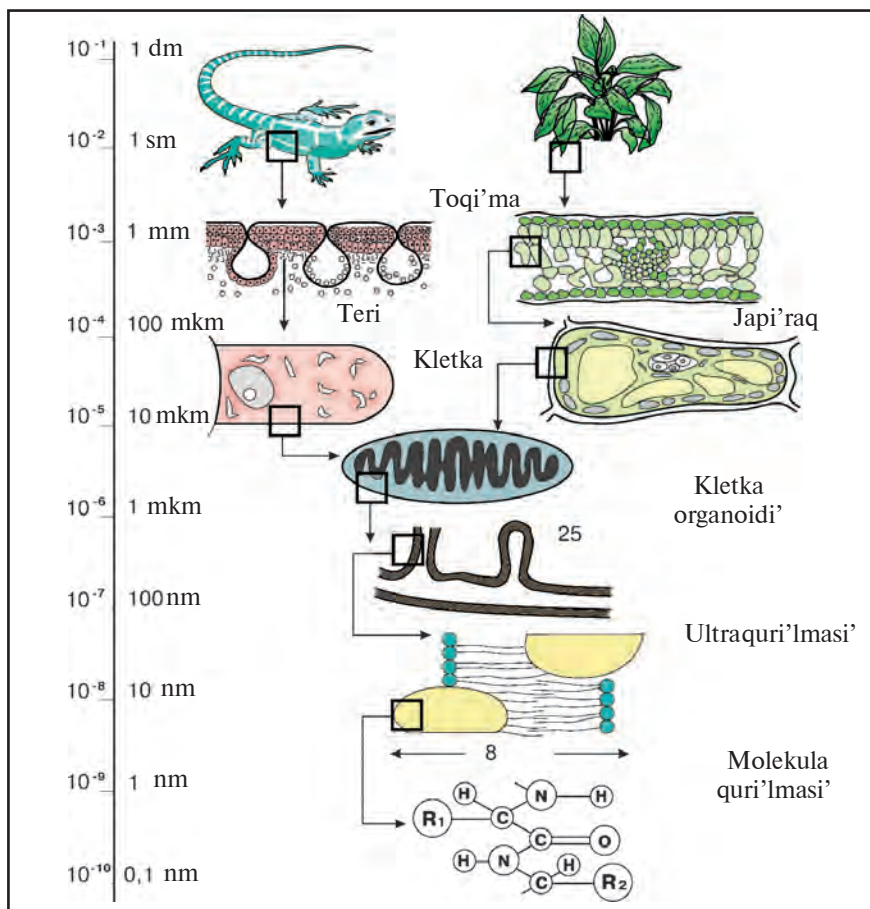 10⁻¹ 1 dm
10⁻² 1 sm
Toqi'ma
10⁻³ 1 mm
Teri
Japi'raq
10⁻⁴ 100 mkm
Kletka
10⁻⁵ 10 mkm
Kletka
organoidi'
10⁻⁶ 1 mkm
25
10⁻⁷ 100 nm
Ultraquri'lmasi'
10⁻⁸ 10 nm
8
Molekula
quri'lmasi'
10⁻⁹ 1 nm
H N H
R₁ C
C O
H N H
C R₂
10⁻¹⁰ 0,1 nm